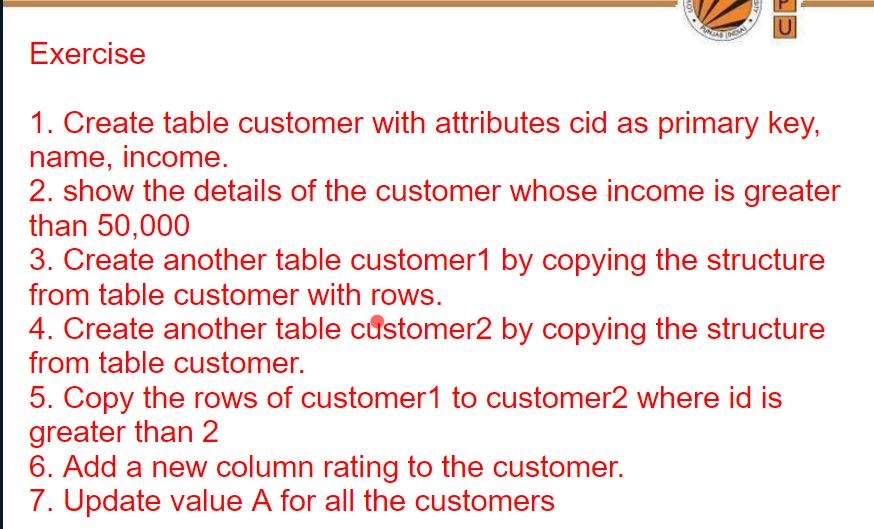 P
U
PUNJAB (INDIA)
Exercise
1. Create table customer with attributes cid as primary key,
name, income.
2. show the details of the customer whose income is greater
than 50,000
3. Create another table customer1 by copying the structure
from table customer with rows.
4. Create another table customer2 by copying the structure
from table customer.
5. Copy the rows of customer1 to customer2 where id is
greater than 2
6. Add a new column rating to the customer.
7. Update value A for all the customers